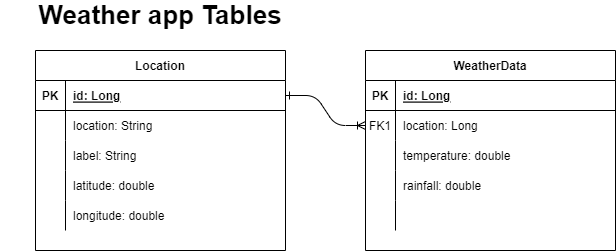 Weather app Tables
Location
PK id: Long
location: String
label: String
latitude: double
longitude: double
WeatherData
PK id: Long
FK1 location: Long
temperature: double
rainfall: double